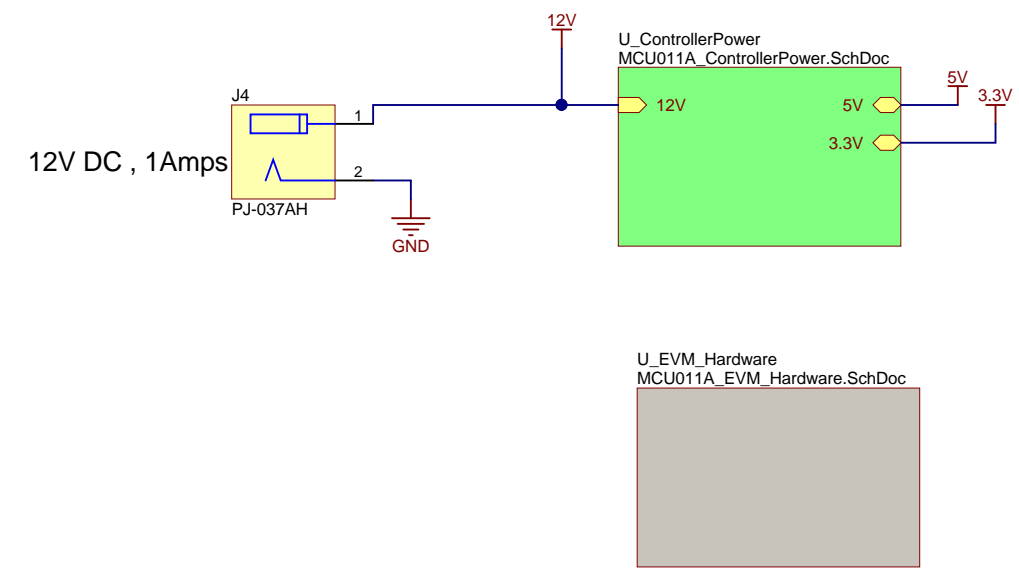 12V
U_ControllerPower
MCU011A_ControllerPower.SchDoc
5V
3.3V
J4
1
12V
5V
3.3V
12V DC , 1Amps
2
PJ-037AH
GND
U_EVM_Hardware
MCU011A_EVM_Hardware.SchDoc